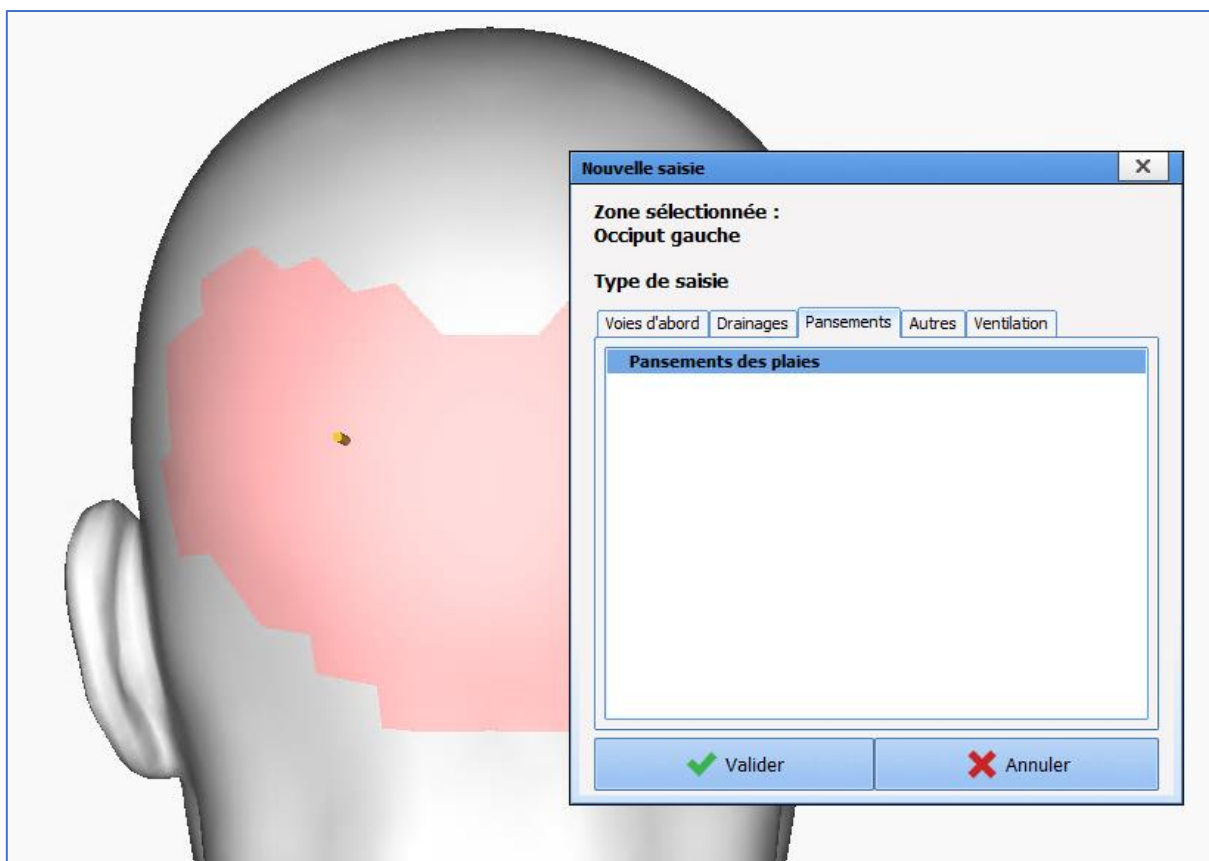 Nouvelle saisie
Zone sélectionnée :
Occiput gauche
Type de saisie
Voies d'abord Drainages Pansements Autres Ventilation
Pansements des plaies
Valider Annuler